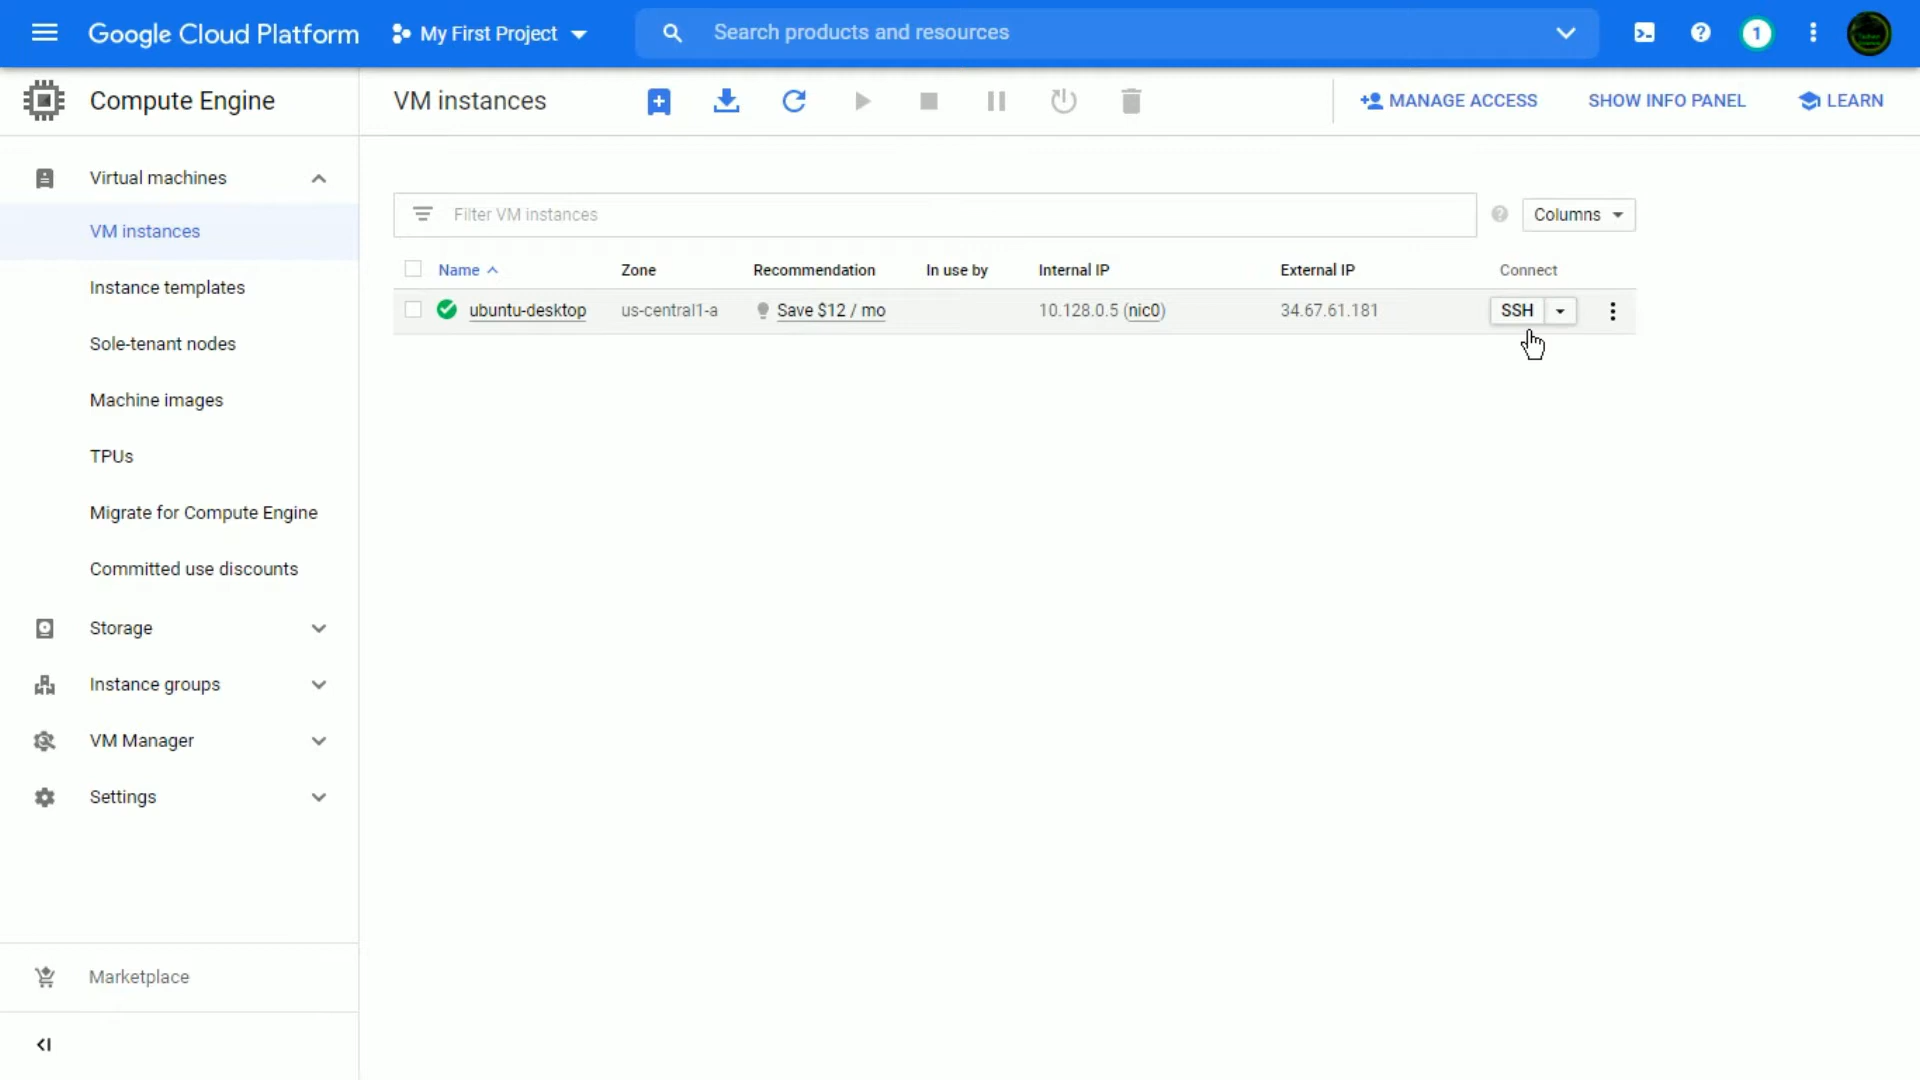 Google Cloud Platform
My First Project
Search products and resources
1
Compute Engine
VM instances
MANAGE ACCESS
SHOW INFO PANEL
LEARN
Virtual machines
VM instances
Instance templates
Sole-tenant nodes
Machine images
TPUs
Migrate for Compute Engine
Committed use discounts
Storage
Instance groups
VM Manager
Settings
Marketplace
Filter VM instances
Columns
Name Zone Recommendation In use by Internal IP External IP Connect
ubuntu-desktop us-central1-a Save $12 / mo 10.128.0.5 (nic0) 34.67.61.181 SSH